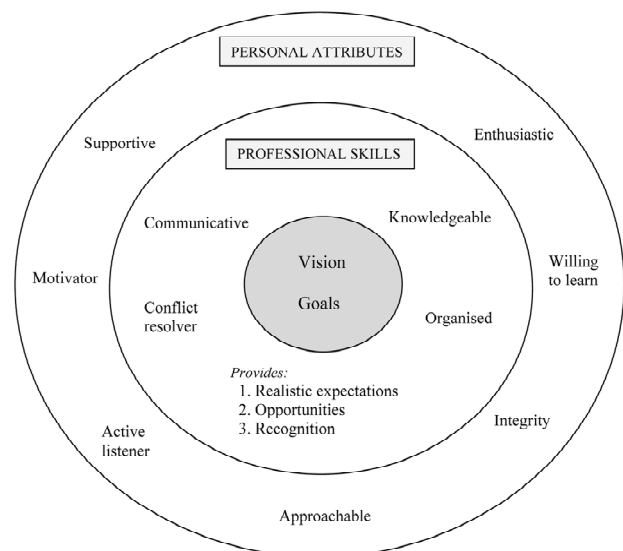 PERSONAL ATTRIBUTES
Supportive
Enthusiastic
PROFESSIONAL SKILLS
Communicative
Knowledgeable
Vision
Goals
Motivator
Willing
to learn
Conflict
resolver
Organised
Provides:
1. Realistic expectations
2. Opportunities
3. Recognition
Active
listener
Integrity
Approachable